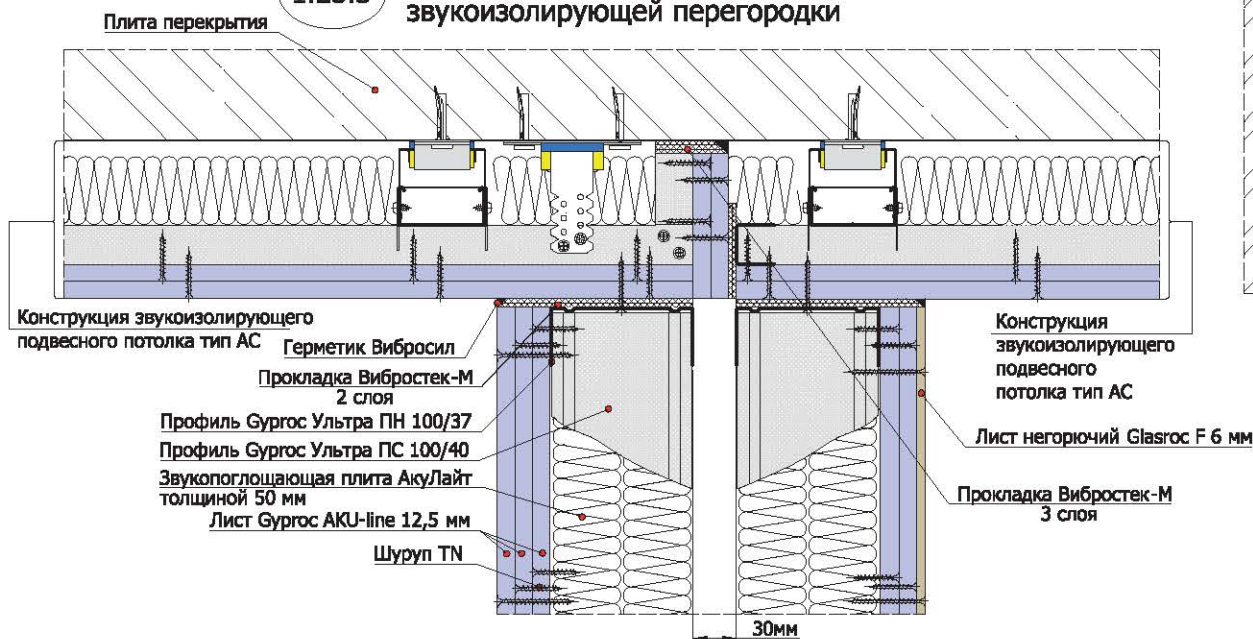 звукоизолирующей перегородки
Плита перекрытия
Конструкция звукоизолирующего
подвесного потолка тип АС
Герметик Вибросил
Прокладка Вибростек-М
2 слоя
Профиль Gyproc Ультра ПН 100/37
Профиль Gyproc Ультра ПС 100/40
Звукопоглощающая плита АкуЛайт
толщиной 50 мм
Лист Gyproc AKU-line 12,5 мм
Шуруп TN
30мм
Конструкция
звукоизолирующего
подвесного
потолка тип АС
Лист негорючий Glasroc F 6 мм
Прокладка Вибростек-М
3 слоя